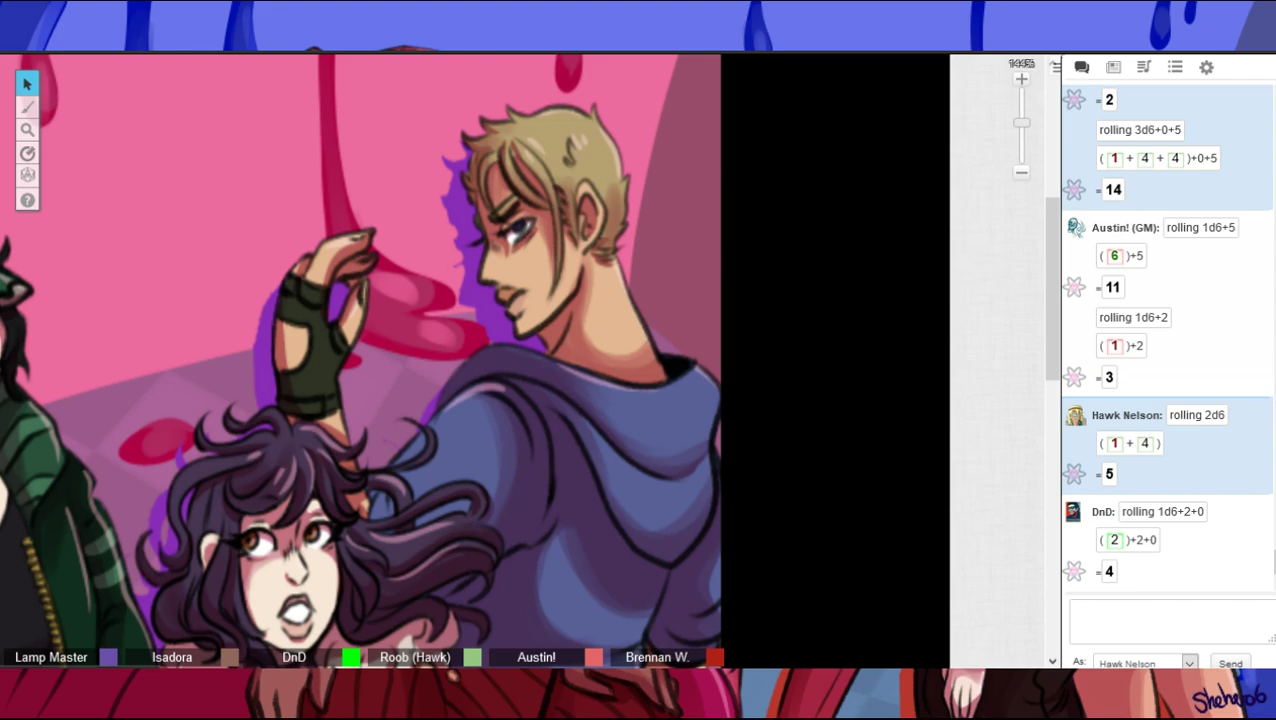 144%
= 2
rolling 3d6+0+5
( 1 + 4 + 4 )+0+5
= 14
Austin! (GM): rolling 1d6+5
( 6 )+5
= 11
rolling 1d6+2
( 1 )+2
= 3
Hawk Nelson: rolling 2d6
( 1 + 4 )
= 5
DnD: rolling 1d6+2+0
( 2 )+2+0
= 4
As: Hawk Nelson Send
Lamp Master Isadora DnD Roob (Hawk) Austin! Brennan W.